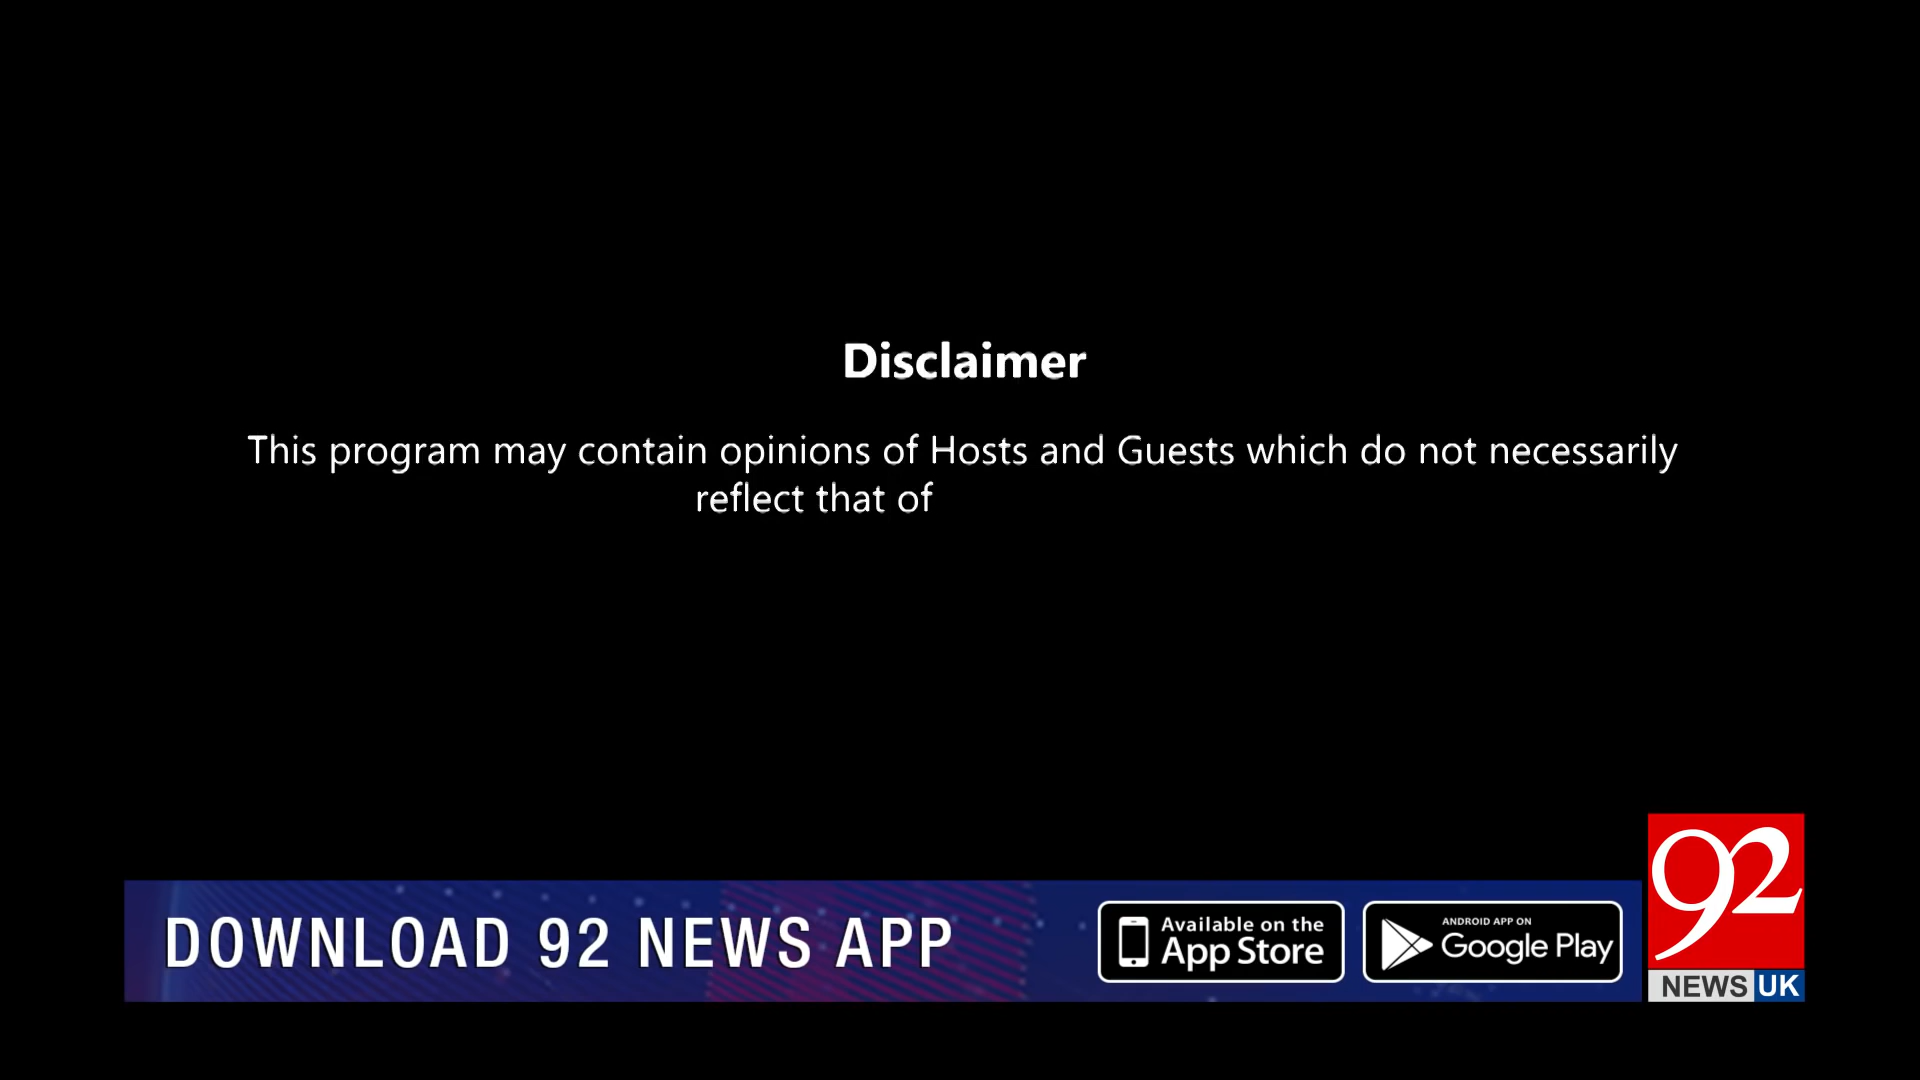 Disclaimer
This program may contain opinions of Hosts and Guests which do not necessarily
reflect that of
DOWNLOAD 92 NEWS APP
Available on the
App Store
ANDROID APP ON
Google Play
92
NEWS UK